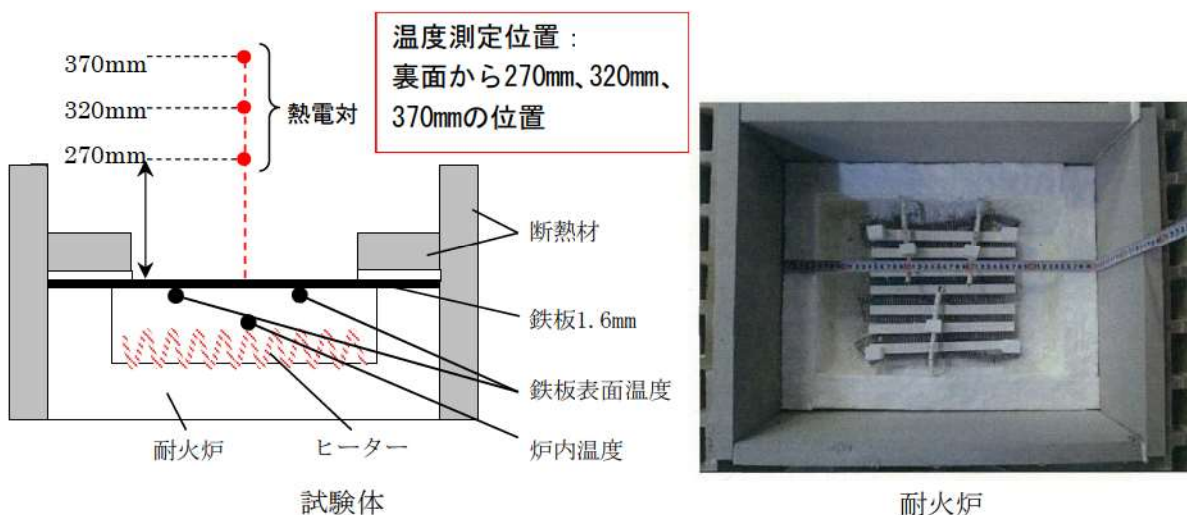 温度測定位置：
裏面から270mm、320mm、
370mmの位置
370mm
320mm
270mm
熱電対
断熱材
鉄板1.6mm
鉄板表面温度
炉内温度
耐火炉
ヒーター
試験体
耐火炉